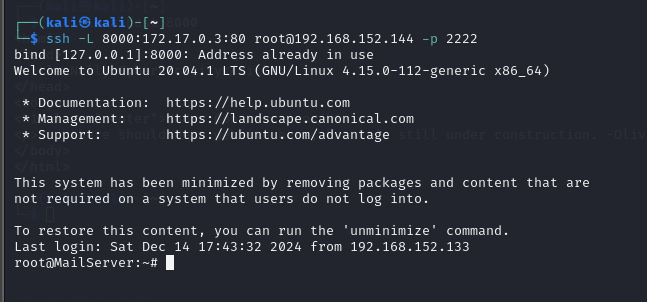 ┌──(kali㉿kali)-[~]
└─$ ssh -L 8000:172.17.0.3:80 root@192.168.152.144 -p 2222
bind [127.0.0.1]:8000: Address already in use
Welcome to Ubuntu 20.04.1 LTS (GNU/Linux 4.15.0-112-generic x86_64)
* Documentation: https://help.ubuntu.com
* Management: https://landscape.canonical.com
* Support: https://ubuntu.com/advantage
still under construction.
This system has been minimized by removing packages and content that are
not required on a system that users do not log into.
To restore this content, you can run the 'unminimize' command.
Last login: Sat Dec 14 17:43:32 2024 from 192.168.152.133
root@MailServer:~#